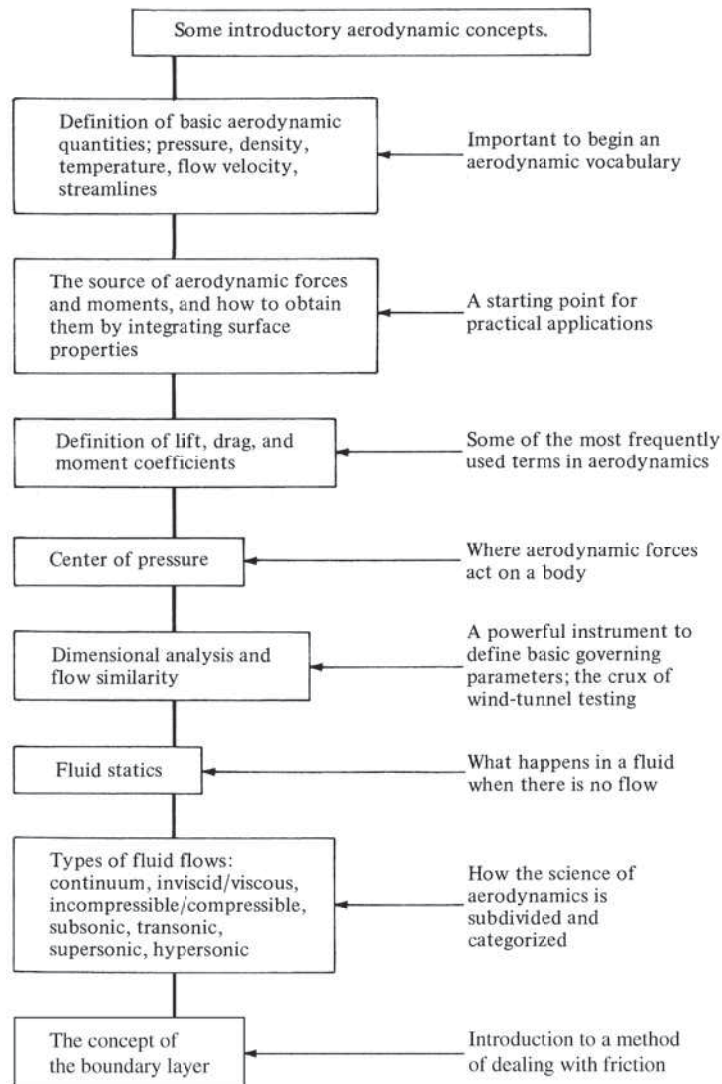 Some introductory aerodynamic concepts.
Definition of basic aerodynamic
quantities; pressure, density,
temperature, flow velocity,
streamlines
Important to begin an
aerodynamic vocabulary
The source of aerodynamic forces
and moments, and how to obtain
them by integrating surface
properties
A starting point for
practical applications
Definition of lift, drag, and
moment coefficients
Some of the most frequently
used terms in aerodynamics
Center of pressure
Where aerodynamic forces
act on a body
Dimensional analysis and
flow similarity
A powerful instrument to
define basic governing
parameters; the crux of
wind-tunnel testing
Fluid statics
What happens in a fluid
when there is no flow
Types of fluid flows:
continuum, inviscid/viscous,
incompressible/compressible,
subsonic, transonic,
supersonic, hypersonic
How the science of
aerodynamics is
subdivided and
categorized
The concept of
the boundary layer
Introduction to a method
of dealing with friction